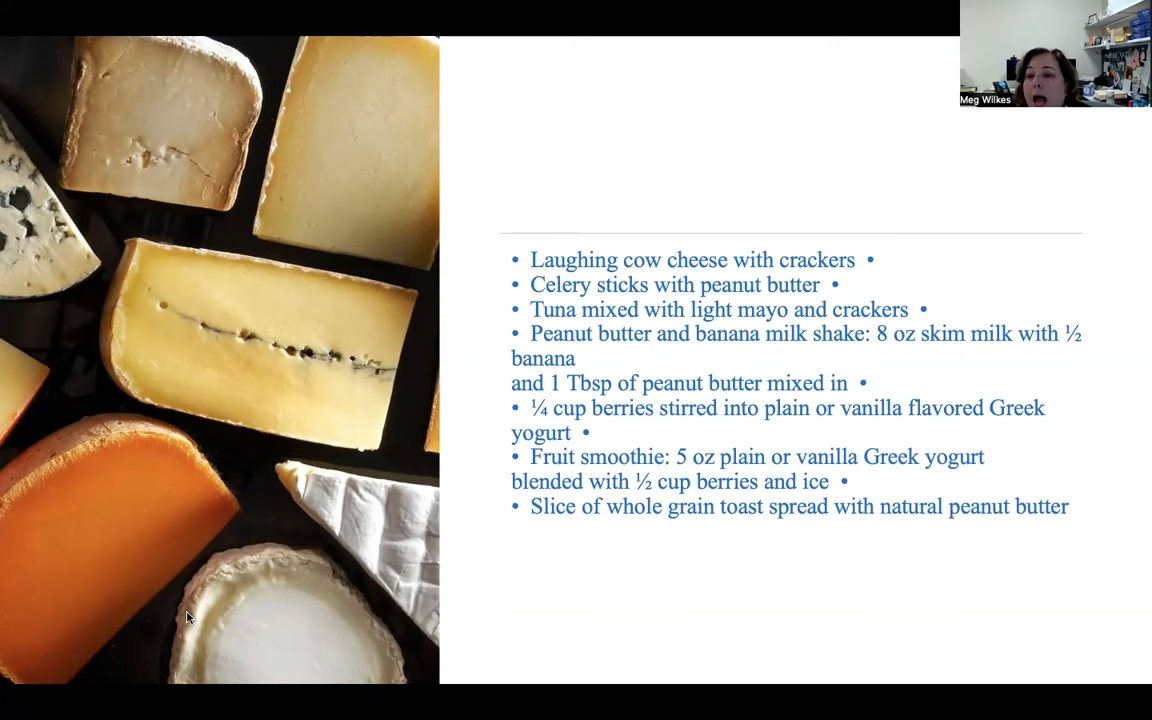 Meg Wilkes
• Laughing cow cheese with crackers •
• Celery sticks with peanut butter •
• Tuna mixed with light mayo and crackers •
• Peanut butter and banana milk shake: 8 oz skim milk with ½
banana
and 1 Tbsp of peanut butter mixed in •
• ¼ cup berries stirred into plain or vanilla flavored Greek
yogurt •
• Fruit smoothie: 5 oz plain or vanilla Greek yogurt
blended with ½ cup berries and ice •
• Slice of whole grain toast spread with natural peanut butter